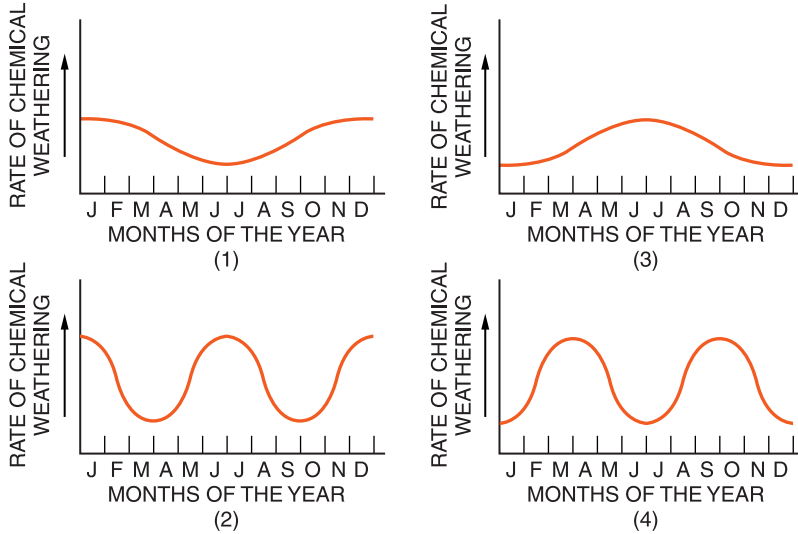 RATE OF CHEMICAL
WEATHERING
J F M A M J J A S O N D
MONTHS OF THE YEAR
(1)
RATE OF CHEMICAL
WEATHERING
J F M A M J J A S O N D
MONTHS OF THE YEAR
(3)
RATE OF CHEMICAL
WEATHERING
J F M A M J J A S O N D
MONTHS OF THE YEAR
(2)
RATE OF CHEMICAL
WEATHERING
J F M A M J J A S O N D
MONTHS OF THE YEAR
(4)